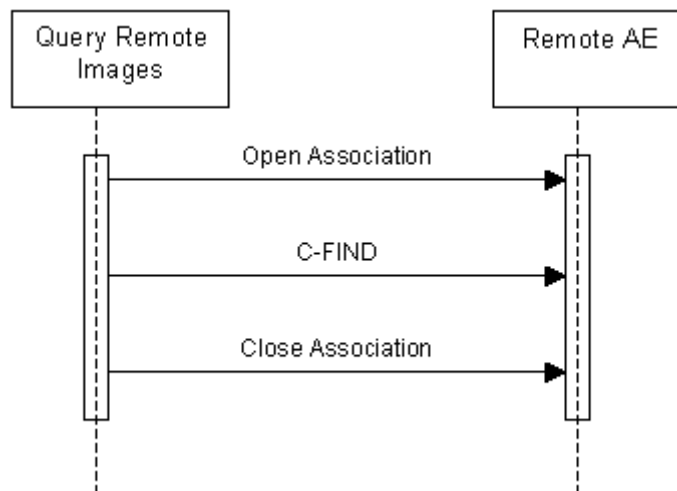 Query Remote
Images
Remote AE
Open Association
C-FIND
Close Association